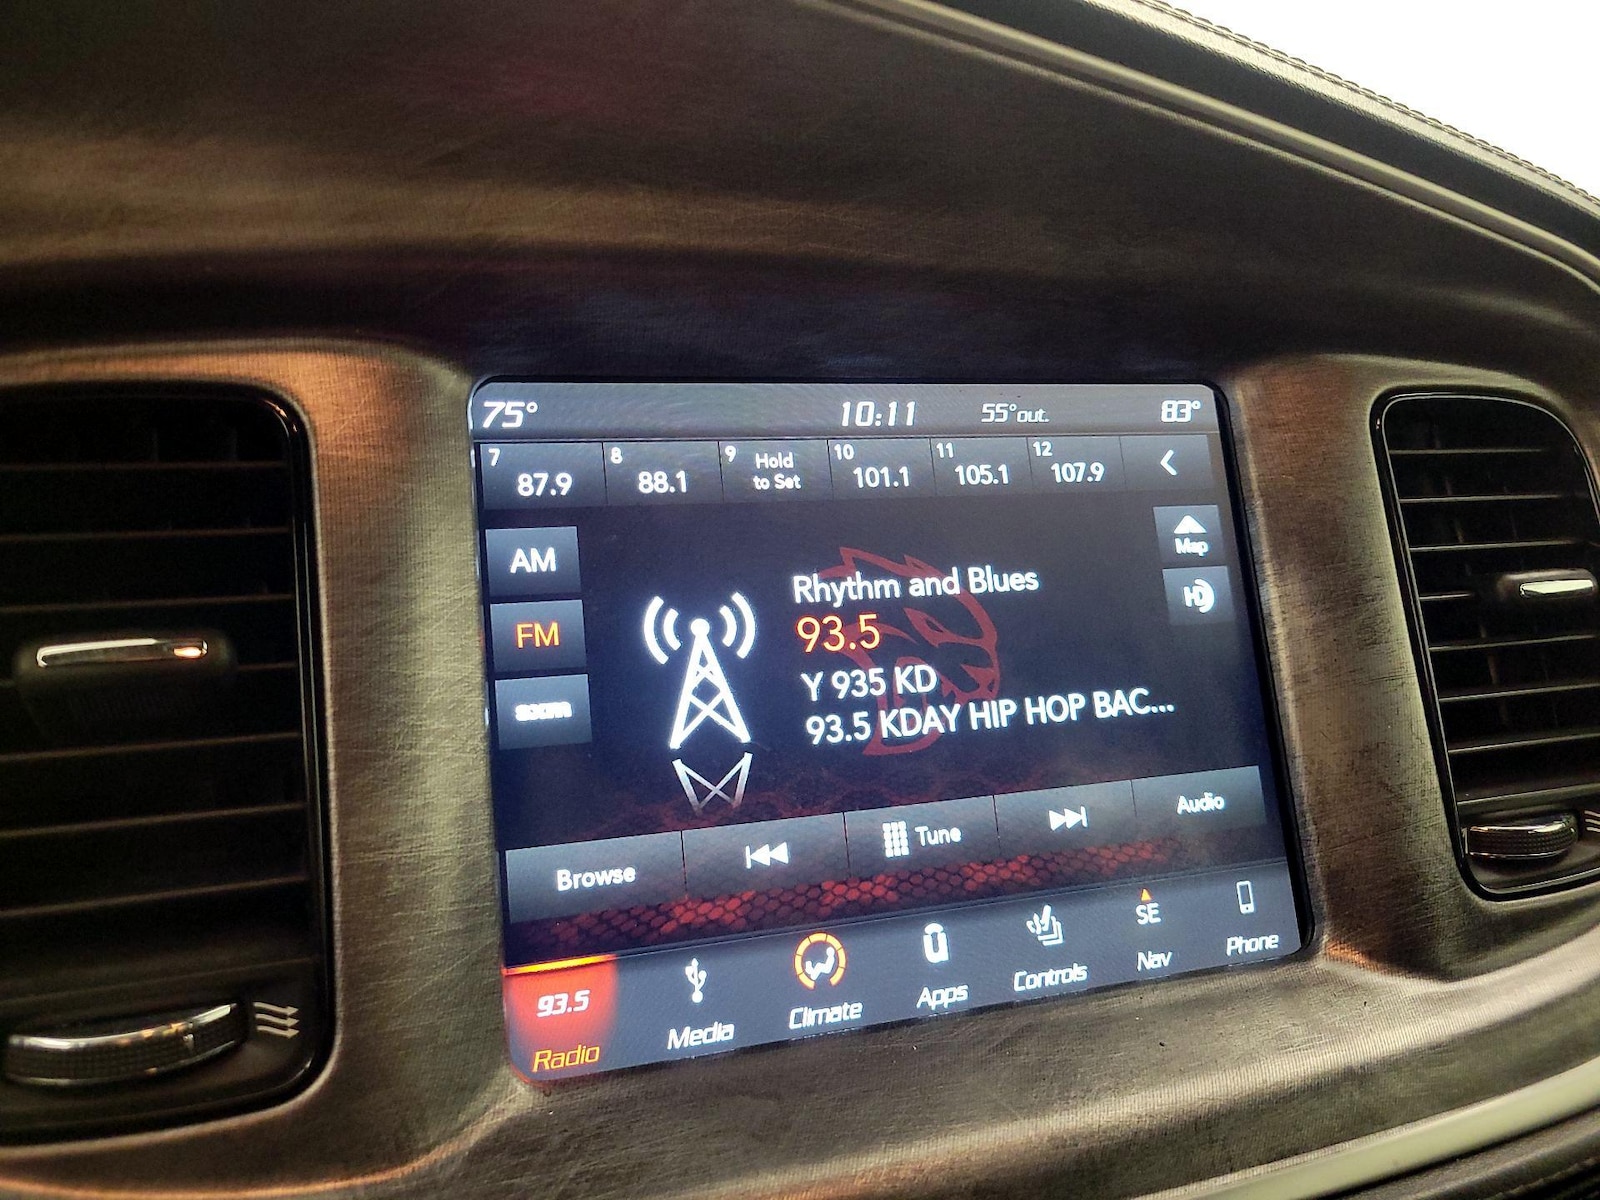 75° 10:11 55°out. 83°
7 8 9 Hold 10 11 12
87.9 88.1 to Set 101.1 105.1 107.9
AM
Map
HD
FM
sxm
Rhythm and Blues
93.5
Y 935 KD
93.5 KDAY HIP HOP BAC...
Browse Tune Audio
93.5 SE
Radio Media Climate Apps Controls Nav Phone